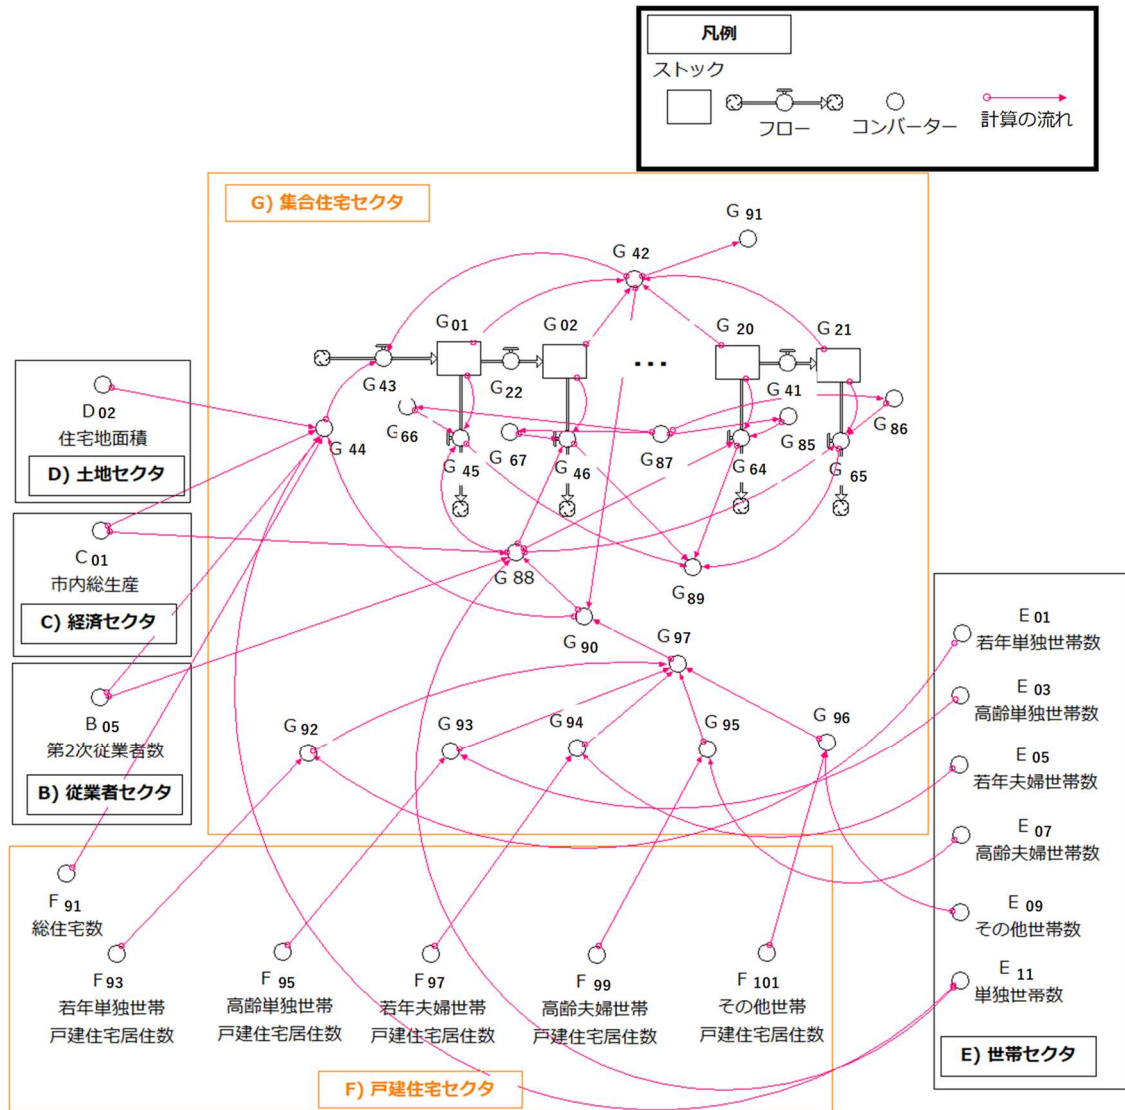 凡例
ストック
フロー
コンバーター
計算の流れ
G) 集合住宅セクタ
G 91
G 42
G 01
G 02
G 20
G 21
...
G 43
G 22
G 41
G 66
G 67
G 87
G 85
G 86
G 44
G 45
G 46
G 64
G 65
D 02
住宅地面積
D) 土地セクタ
C 01
市内総生産
C) 経済セクタ
B 05
第2次従業者数
B) 従業者セクタ
G 88
G 89
G 90
G 97
G 92
G 93
G 94
G 95
G 96
E 01
若年単独世帯数
E 03
高齢単独世帯数
E 05
若年夫婦世帯数
E 07
高齢夫婦世帯数
E 09
その他世帯数
E 11
単独世帯数
E) 世帯セクタ
F 91
総住宅数
F 93
若年単独世帯
戸建住宅居住数
F 95
高齢単独世帯
戸建住宅居住数
F 97
若年夫婦世帯
戸建住宅居住数
F 99
高齢夫婦世帯
戸建住宅居住数
F 101
その他世帯
戸建住宅居住数
F) 戸建住宅セクタ